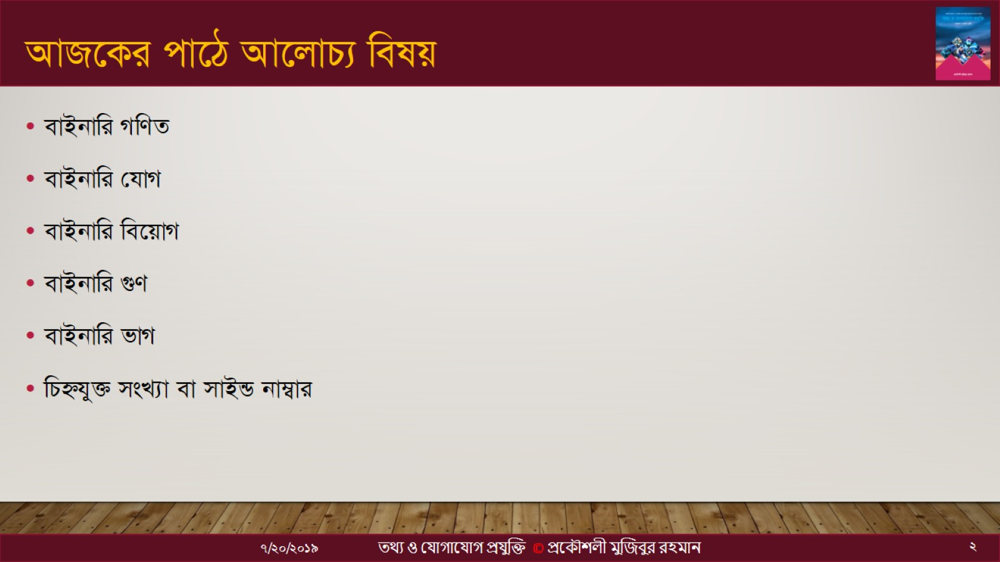 আজকের পাঠে আলোচ্য বিষয়
• বাইনারি গণিত
• বাইনারি যোগ
• বাইনারি বিয়োগ
• বাইনারি গুণ
• বাইনারি ভাগ
• চিহ্নযুক্ত সংখ্যা বা সাইন্ড নাম্বার
৭/২০/২০১৯ তথ্য ও যোগাযোগ প্রযুক্তি © প্রকৌশলী মুজিবুর রহমান ২